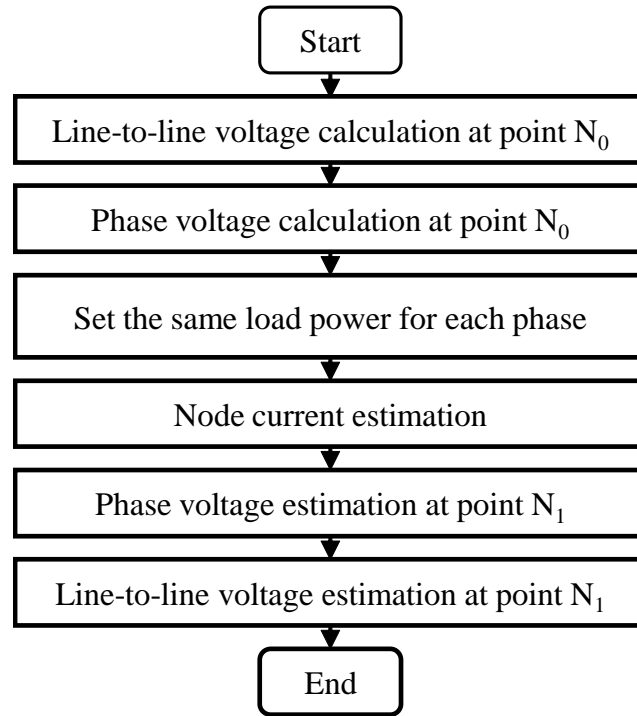 Start
Line-to-line voltage calculation at point N₀
Phase voltage calculation at point N₀
Set the same load power for each phase
Node current estimation
Phase voltage estimation at point N₁
Line-to-line voltage estimation at point N₁
End